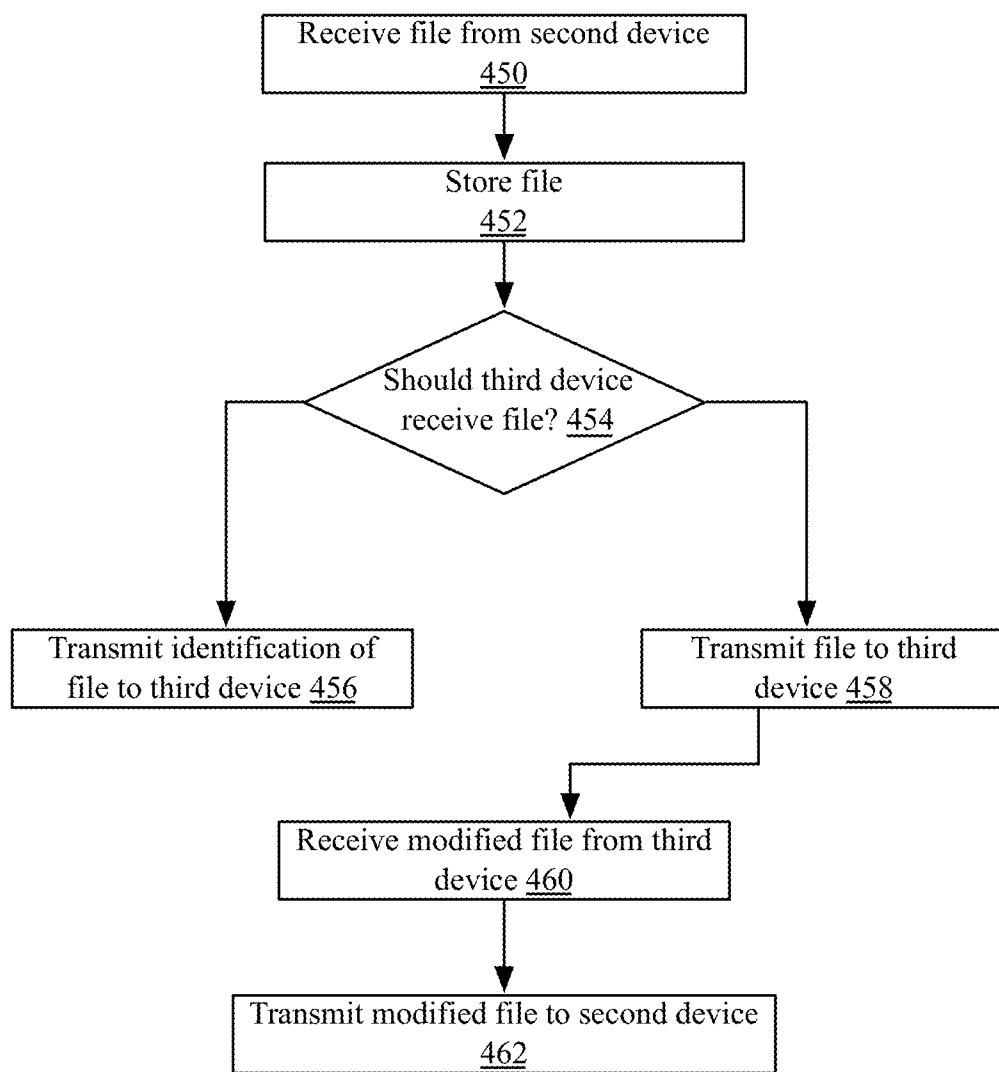 Receive file from second device
450
Store file
452
Should third device
receive file? 454
Transmit identification of
file to third device 456
Transmit file to third
device 458
Receive modified file from third
device 460
Transmit modified file to second device
462